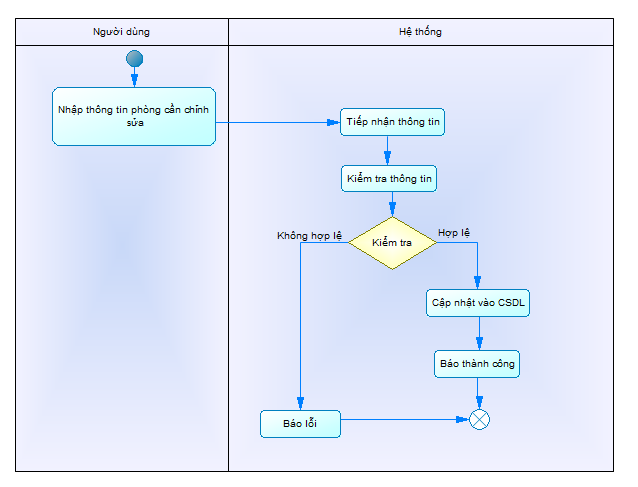 Người dùng
Hệ thống
Nhập thông tin phòng cần chỉnh
sửa
Tiếp nhận thông tin
Kiểm tra thông tin
Không hợp lệ
Kiểm tra
Hợp lệ
Cập nhật vào CSDL
Báo thành công
Báo lỗi